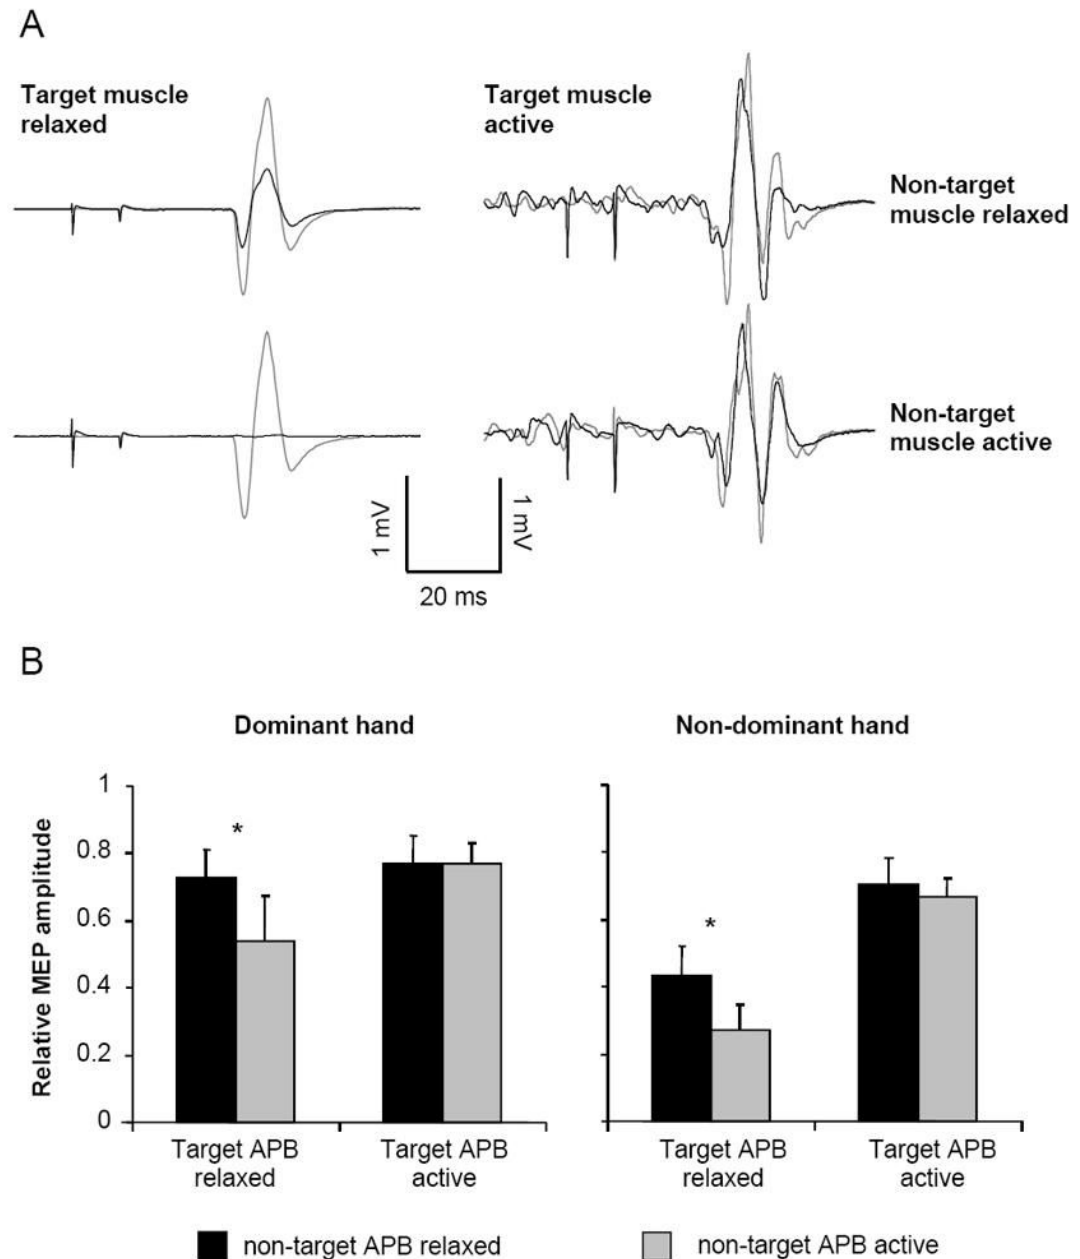 A
Target muscle
relaxed
Target muscle
active
Non-target
muscle relaxed
Non-target
muscle active
1 mV
1 mV
20 ms
B
Dominant hand
Non-dominant hand
Relative MEP amplitude
1
0.8
0.6
0.4
0.2
0
*
*
Target APB
relaxed
Target APB
active
Target APB
relaxed
Target APB
active
non-target APB relaxed
non-target APB active